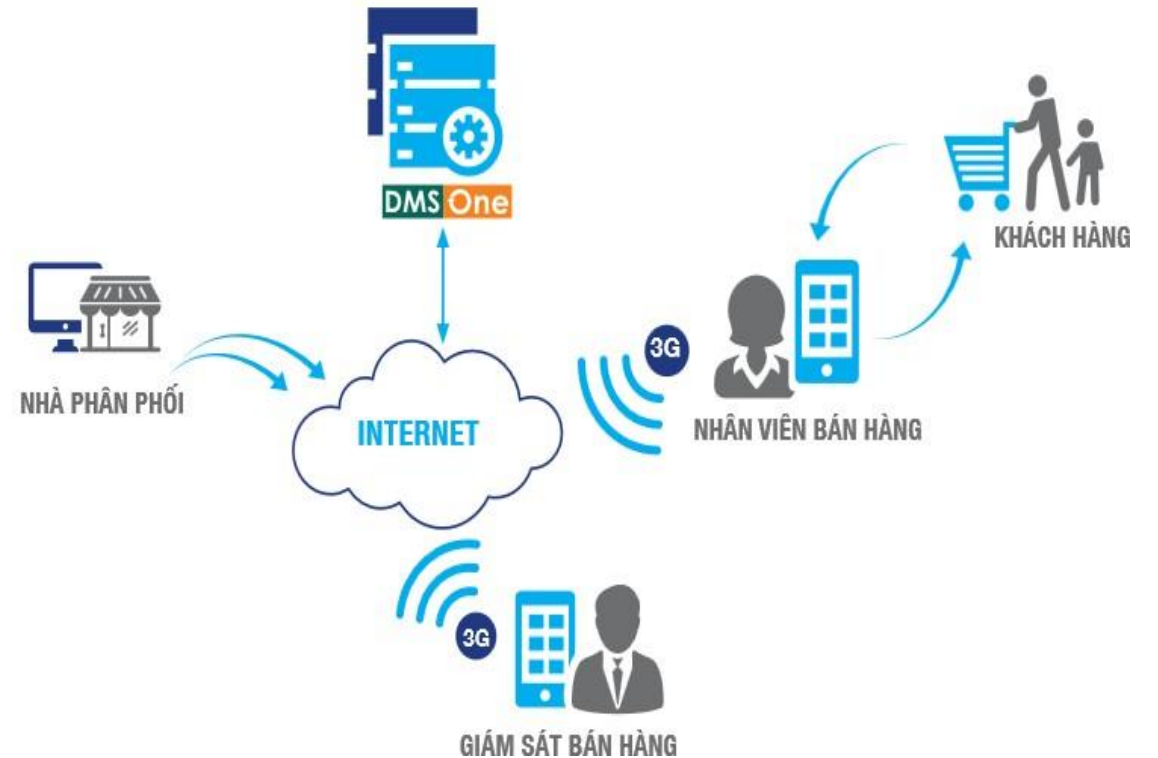 DMS One
KHÁCH HÀNG
3G
NHÀ PHÂN PHỐI
INTERNET
NHÂN VIÊN BÁN HÀNG
3G
GIÁM SÁT BÁN HÀNG